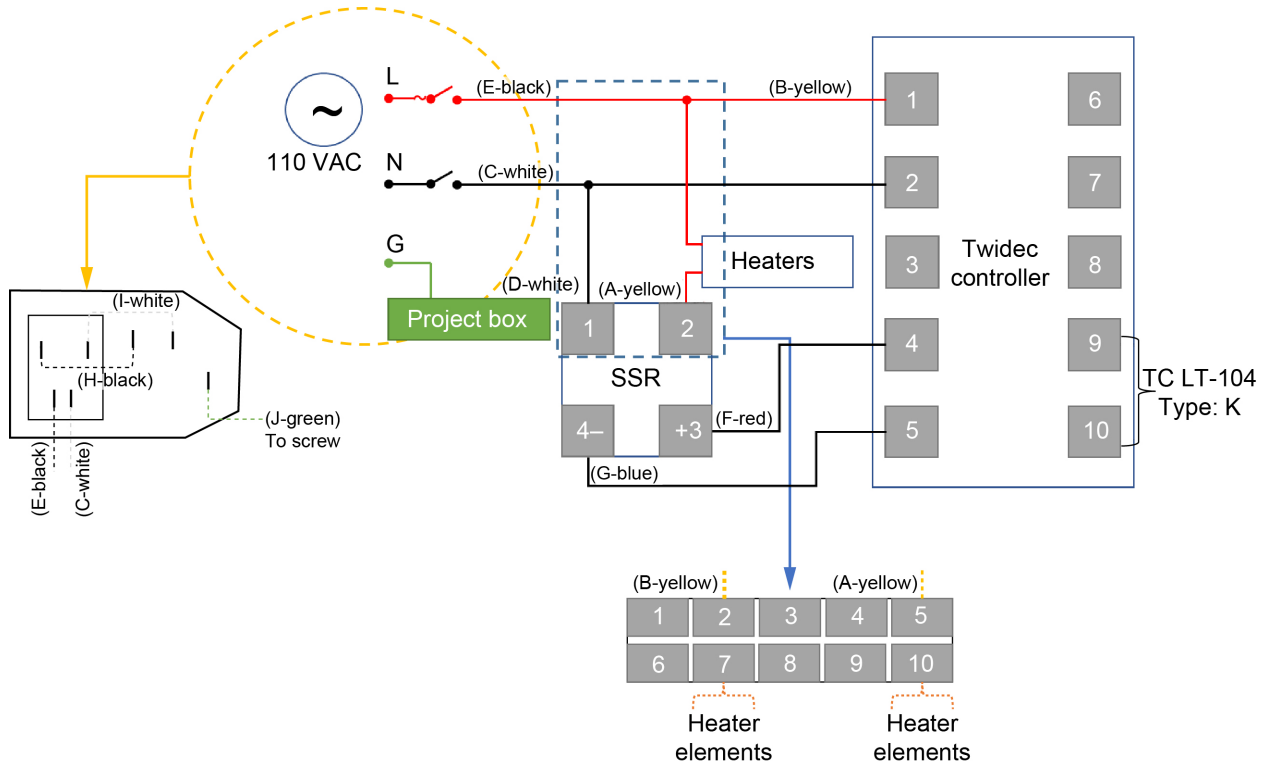 L
(E-black)
(B-yellow)
1
6
~
110 VAC
N
(C-white)
2
7
G
Heaters
3
Twidec
controller
8
(D-white)
(A-yellow)
Project box
1
2
(I-white)
4
9
SSR
(H-black)
TC LT-104
Type: K
(J-green)
To screw
4–
+3
(F-red)
5
10
(G-blue)
(E-black)
(C-white)
(B-yellow)
(A-yellow)
1 2 3 4 5
6 7 8 9 10
Heater
elements
Heater
elements